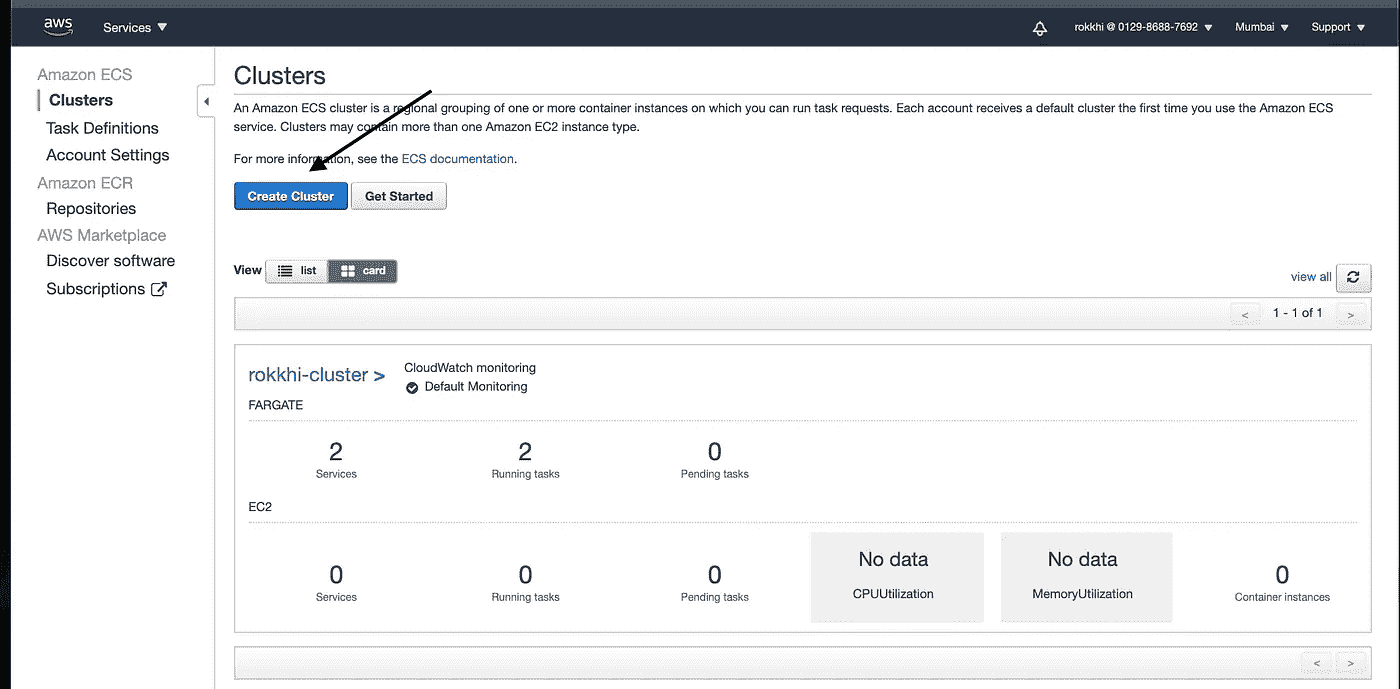 aws Services rokkhi @ 0129-8688-7692 Mumbai Support
Amazon ECS
Clusters
Task Definitions
Account Settings
Amazon ECR
Repositories
AWS Marketplace
Discover software
Subscriptions
Clusters
An Amazon ECS cluster is a regional grouping of one or more container instances on which you can run task requests. Each account receives a default cluster the first time you use the Amazon ECS
service. Clusters may contain more than one Amazon EC2 instance type.
For more information, see the ECS documentation.
Create Cluster Get Started
View list card
view all
< 1 - 1 of 1 >
rokkhi-cluster > CloudWatch monitoring
Default Monitoring
FARGATE
2 2 0
Services Running tasks Pending tasks
EC2
No data No data
0 0 0 0
CPUUtilization MemoryUtilization
Services Running tasks Pending tasks Container instances
< >